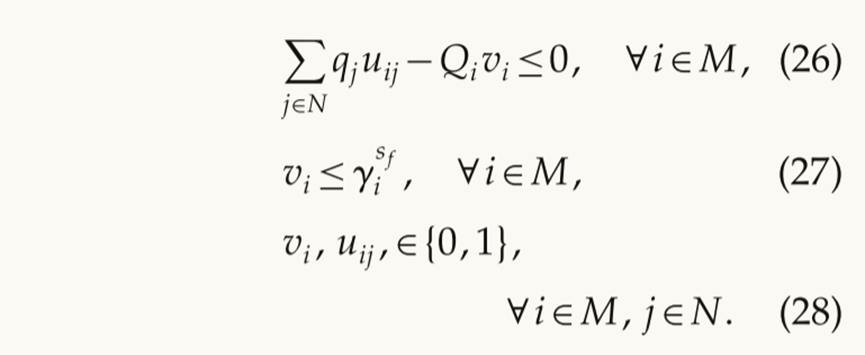 ∑_{j∈N} q_j u_{ij} − Q_i v_i ≤ 0, ∀ i ∈ M, (26)
v_i ≤ γ_i^{s_f}, ∀ i ∈ M, (27)
v_i, u_{ij}, ∈ {0, 1},
∀ i ∈ M, j ∈ N. (28)